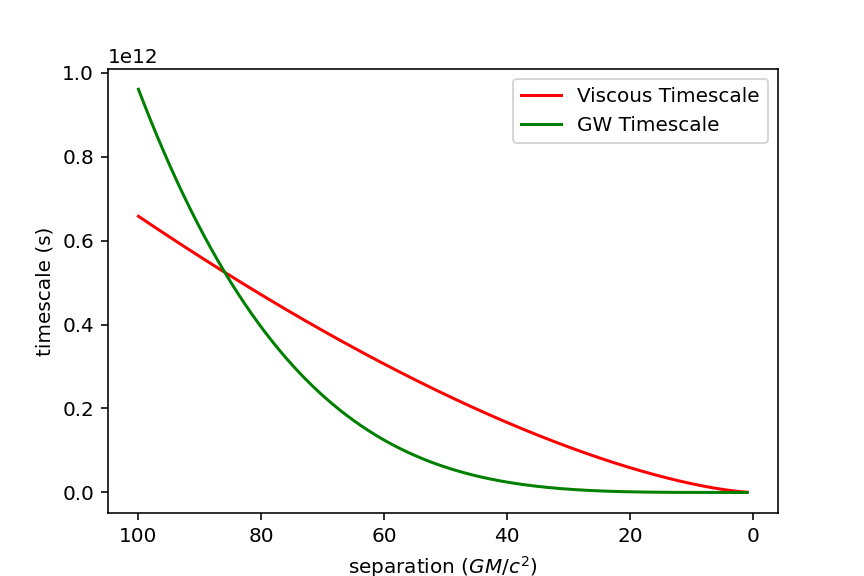 1e12
1.0
0.8
0.6
0.4
0.2
0.0
timescale (s)
Viscous Timescale
GW Timescale
100 80 60 40 20 0
separation (GM/c²)